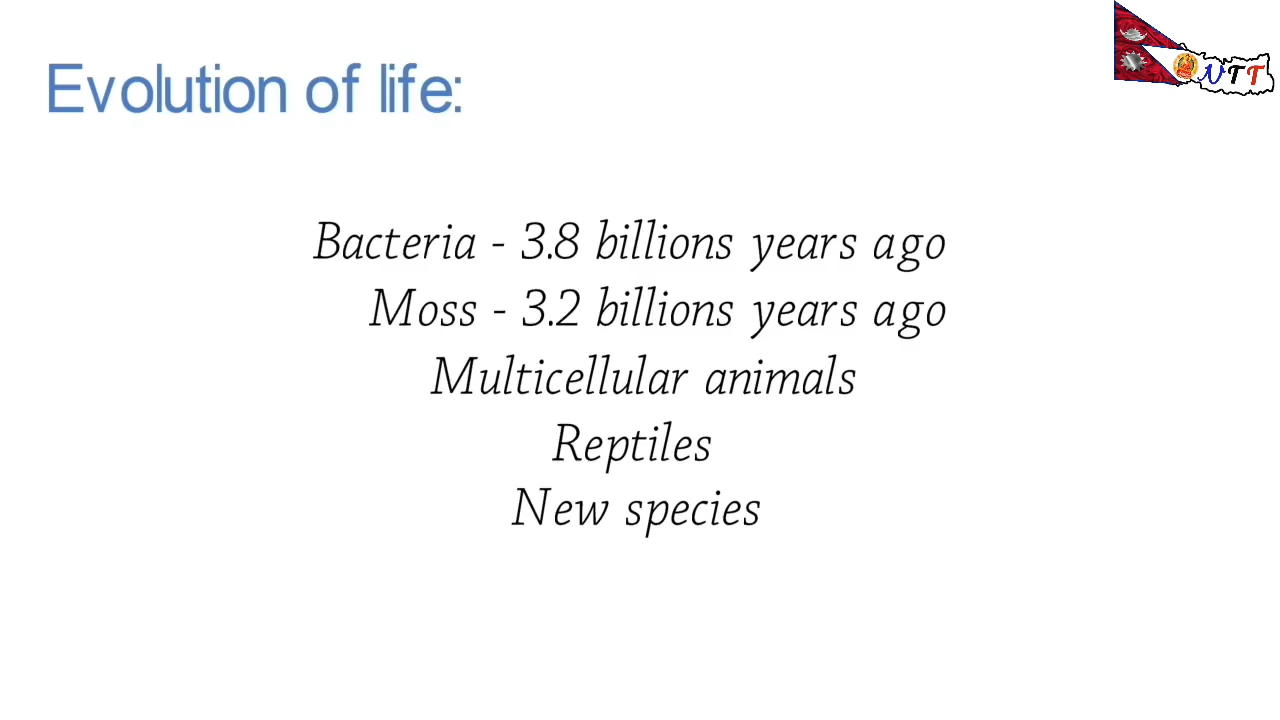 Evolution of life:
NTT
Bacteria - 3.8 billions years ago
Moss - 3.2 billions years ago
Multicellular animals
Reptiles
New species